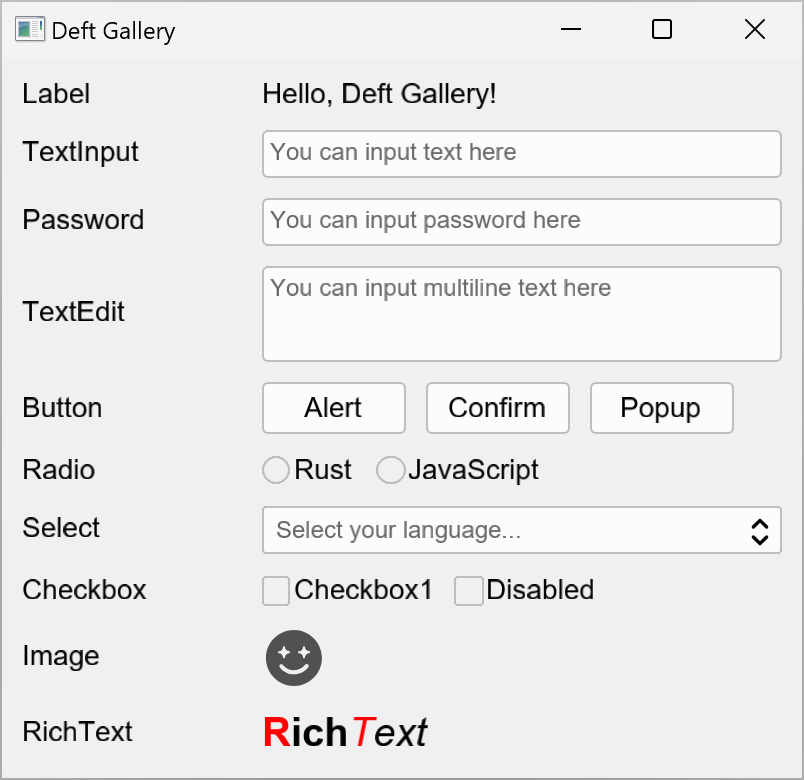 Deft Gallery
Label Hello, Deft Gallery!
TextInput You can input text here
Password You can input password here
TextEdit You can input multiline text here
Button Alert Confirm Popup
Radio Rust JavaScript
Select Select your language...
Checkbox Checkbox1 Disabled
Image
RichText RichText